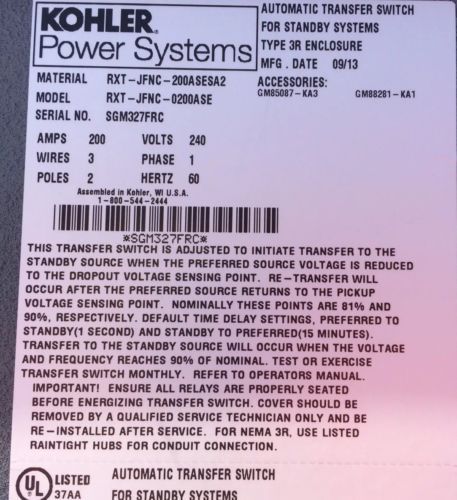 KOHLER
Power Systems
AUTOMATIC TRANSFER SWITCH
FOR STANDBY SYSTEMS
TYPE 3R ENCLOSURE
MFG. DATE 09/13
MATERIAL RXT-JFNC-200ASESA2
MODEL RXT-JFNC-0200ASE
SERIAL NO. SGM327FRC
ACCESSORIES:
GM85087-KA3 GM88281-KA1
AMPS 200 VOLTS 240
WIRES 3 PHASE 1
POLES 2 HERTZ 60
Assembled in Kohler, WI U.S.A.
1-800-544-2444
*SGM327FRC*
THIS TRANSFER SWITCH IS ADJUSTED TO INITIATE TRANSFER TO THE
STANDBY SOURCE WHEN THE PREFERRED SOURCE VOLTAGE IS REDUCED
TO THE DROPOUT VOLTAGE SENSING POINT. RE-TRANSFER WILL
OCCUR AFTER THE PREFERRED SOURCE RETURNS TO THE PICKUP
VOLTAGE SENSING POINT. NOMINALLY THESE POINTS ARE 81% AND
90%, RESPECTIVELY. DEFAULT TIME DELAY SETTINGS, PREFERRED TO
STANDBY(1 SECOND) AND STANDBY TO PREFERRED(15 MINUTES).
TRANSFER TO THE STANDBY SOURCE WILL OCCUR WHEN THE VOLTAGE
AND FREQUENCY REACHES 90% OF NOMINAL. TEST OR EXERCISE
TRANSFER SWITCH MONTHLY. REFER TO OPERATORS MANUAL.
IMPORTANT! ENSURE ALL RELAYS ARE PROPERLY SEATED
BEFORE ENERGIZING TRANSFER SWITCH. COVER SHOULD BE
REMOVED BY A QUALIFIED SERVICE TECHNICIAN ONLY AND BE
RE-INSTALLED AFTER SERVICE. FOR NEMA 3R, USE LISTED
RAINTIGHT HUBS FOR CONDUIT CONNECTION.
UL LISTED
37AA
AUTOMATIC TRANSFER SWITCH
FOR STANDBY SYSTEMS